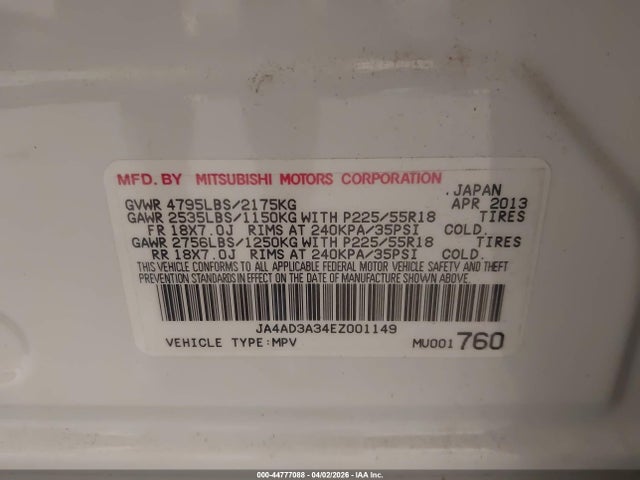 MFD. BY MITSUBISHI MOTORS CORPORATION
.JAPAN
GVWR 4795LBS/2175KG APR 2013
GAWR 2535LBS/1150KG WITH P225/55R18 TIRES
FR 18X7.0J RIMS AT 240KPA/35PSI COLD.
GAWR 2756LBS/1250KG WITH P225/55R18 TIRES
RR 18X7.0J RIMS AT 240KPA/35PSI COLD.
THIS VEHICLE CONFORMS TO ALL APPLICABLE FEDERAL MOTOR VEHICLE SAFETY AND THEFT
PREVENTION STANDARDS IN EFFECT ON THE DATE OF MANUFACTURE SHOWN ABOVE.
JA4AD3A34EZ001149
VEHICLE TYPE:MPV MU001760
000-44777088 - 04/02/2026 - IAA Inc.